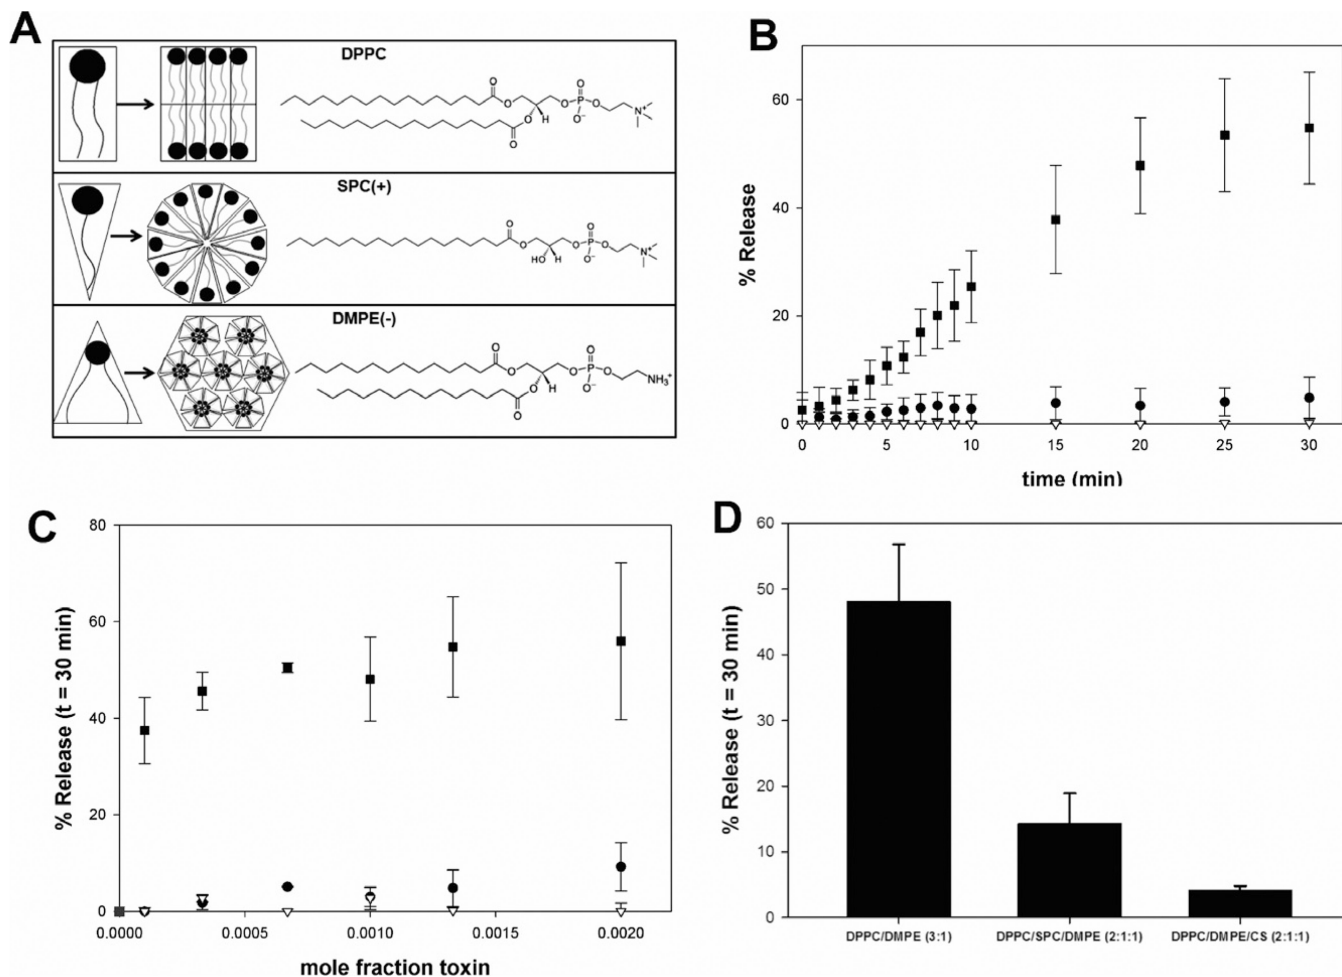 A
DPPC
O
O
O
O
P
O
O
H
O⁻
N⁺
O
SPC(+)
O
O
O
P
O
HO
H
O⁻
N⁺
DMPE(-)
O
O
O
O
P
O
O
H
O⁻
NH₃⁺
O
B
60
40
20
0
% Release
0 5 10 15 20 25 30
time (min)
C
80
60
40
20
0
% Release (t = 30 min)
0.0000 0.0005 0.0010 0.0015 0.0020
mole fraction toxin
D
60
50
40
30
20
10
0
% Release (t = 30 min)
DPPC/DMPE (3:1) DPPC/SPC/DMPE (2:1:1) DPPC/DMPE/CS (2:1:1)